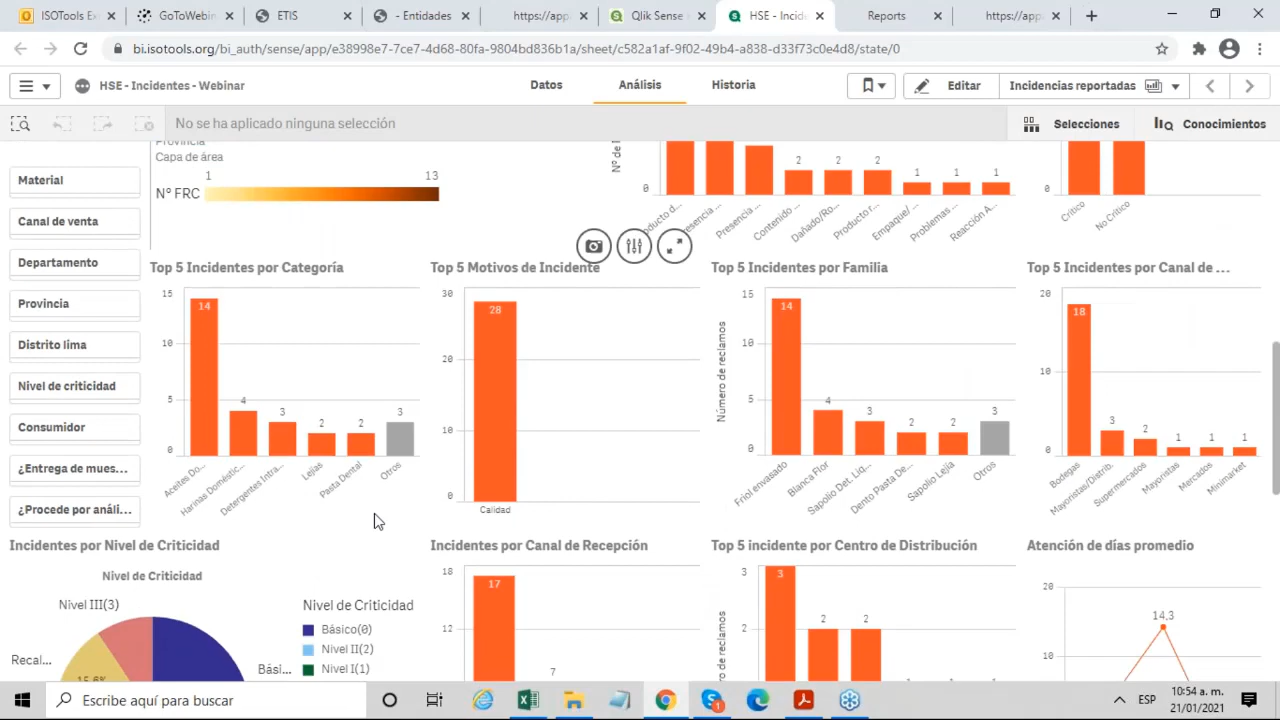 ISOTools Ex
GoToWebin
ETIS
- Entidades
https://app
Qlik Sense
HSE - Incid
Reports
https://app
bi.isotools.org/bi_auth/sense/app/e38998e7-7ce7-4d68-80fa-9804bd836b1a/sheet/c582a1af-9f02-49b4-a838-d33f73c0e4d8/state/0
HSE - Incidentes - Webinar
Datos
Análisis
Historia
Editar
Incidencias reportadas
No se ha aplicado ninguna selección
Selecciones
Conocimientos
Material
Canal de venta
Departamento
Provincia
Distrito lima
Nivel de criticidad
Consumidor
¿Entrega de mues...
¿Procede por análi...
Provincia
Capa de área
1 13
Nº FRC
Nº de
0
2 2 2 1 1 1
Presencia ...
Contenido ...
Dañado/Ro...
Producto r...
Empaque/ ...
Problemas ...
Reacción A...
0
Crítico
No Crítico
Top 5 Incidentes por Categoría
15
10
5
0
14 4 3 2 2 3
Aceites Do...
Harinas Doméstic...
Detergentes Intra...
Lejías
Pasta Dental
Otros
Top 5 Motivos de Incidente
30
20
10
0
28
Calidad
Top 5 Incidentes por Familia
Número de reclamos
15
10
5
0
14 4 3 2 2 3
Friol envasado
Blanca Flor
Sapolio Det. Liq...
Dento Pasta De...
Sapolio Lejía
Otros
Top 5 Incidentes por Canal de ...
20
10
0
18 3 2 1 1 1
Bodegas
Mayoristas/Distrib.
Supermercados
Mayoristas
Mercados
Minimarket
Incidentes por Nivel de Criticidad
Nivel de Criticidad
Nivel III(3)
Recal...
15,6%
Bási...
Nivel de Criticidad
Básico(0)
Nivel II(2)
Nivel I(1)
Incidentes por Canal de Recepción
18
12
17
7
Top 5 incidente por Centro de Distribución
3
2
3 2 2
Atención de días promedio
20
10
14,3
Escribe aquí para buscar
ESP
10:54 a. m.
21/01/2021